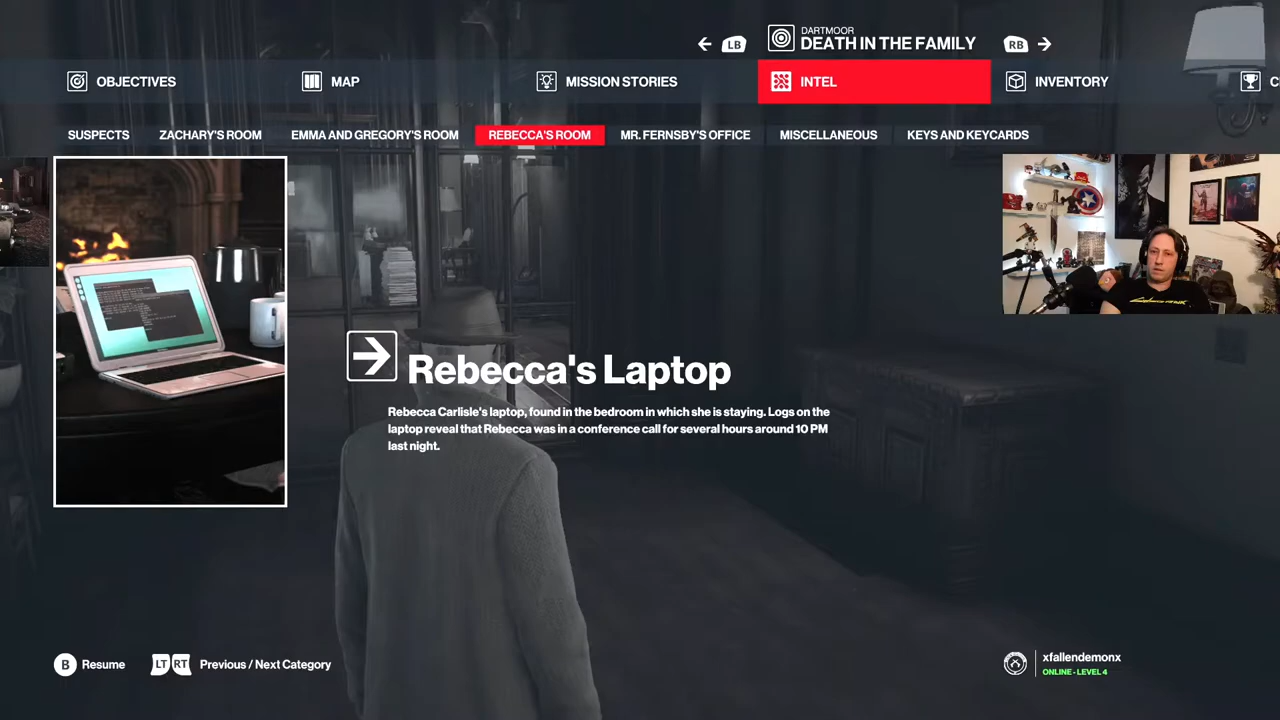 LB
DARTMOOR
DEATH IN THE FAMILY
RB
OBJECTIVES
MAP
MISSION STORIES
INTEL
INVENTORY
C
SUSPECTS
ZACHARY'S ROOM
EMMA AND GREGORY'S ROOM
REBECCA'S ROOM
MR. FERNSBY'S OFFICE
MISCELLANEOUS
KEYS AND KEYCARDS
Rebecca's Laptop
Rebecca Carlisle's laptop, found in the bedroom in which she is staying. Logs on the
laptop reveal that Rebecca was in a conference call for several hours around 10 PM
last night.
B Resume
LT RT Previous / Next Category
xfallendemonx
ONLINE - LEVEL 4